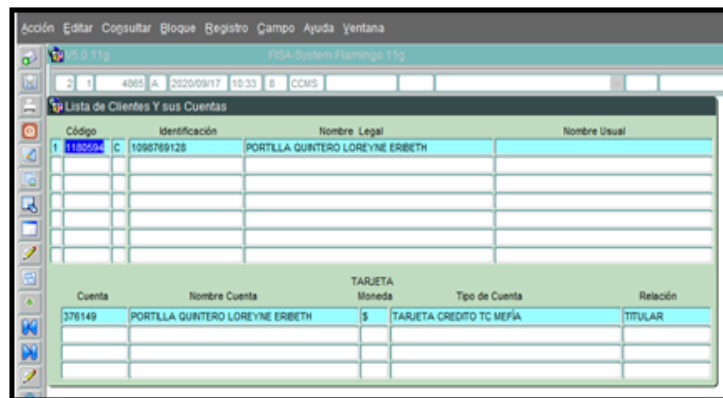 Acción Editar Consultar Bloque Registro Campo Ayuda Ventana
V5.0 11g FISA-System Flamingo 11g
2 1 4865 A 2020/09/17 10:33 8 CCMS
Lista de Clientes Y sus Cuentas
Código Identificación Nombre Legal Nombre Usual
1 1180594 C 1098769128 PORTILLA QUINTERO LOREYNE ERIBETH
TARJETA
Cuenta Nombre Cuenta Moneda Tipo de Cuenta Relación
376149 PORTILLA QUINTERO LOREYNE ERIBETH $ TARJETA CREDITO TC MEFÍA TITULAR